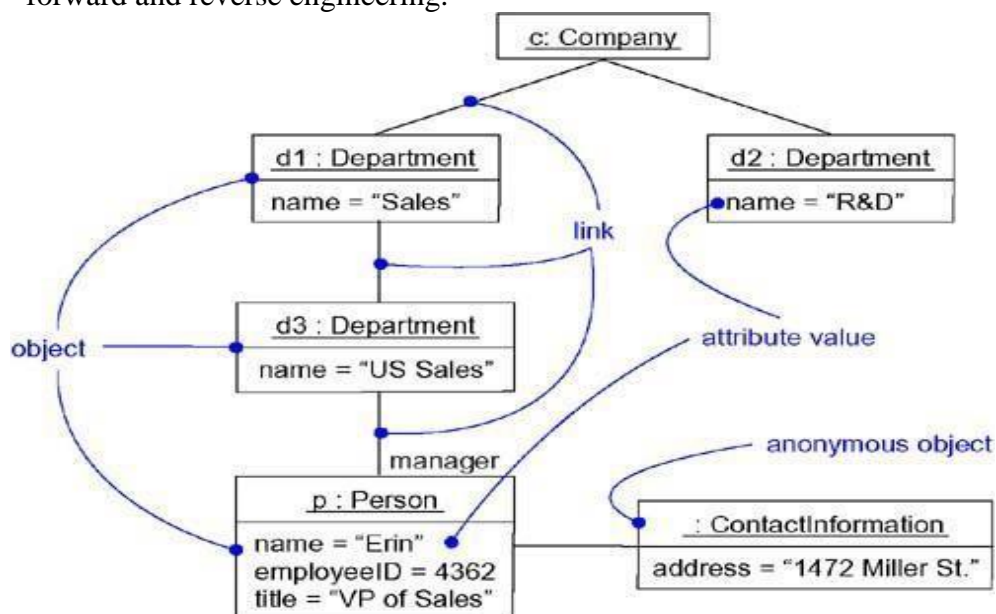 forward and reverse engineering.
c: Company
d1 : Department
name = “Sales”
d2 : Department
name = “R&D”
link
d3 : Department
name = “US Sales”
object
attribute value
anonymous object
manager
p : Person
name = “Erin”
employeeID = 4362
title = “VP of Sales”
: ContactInformation
address = “1472 Miller St.”